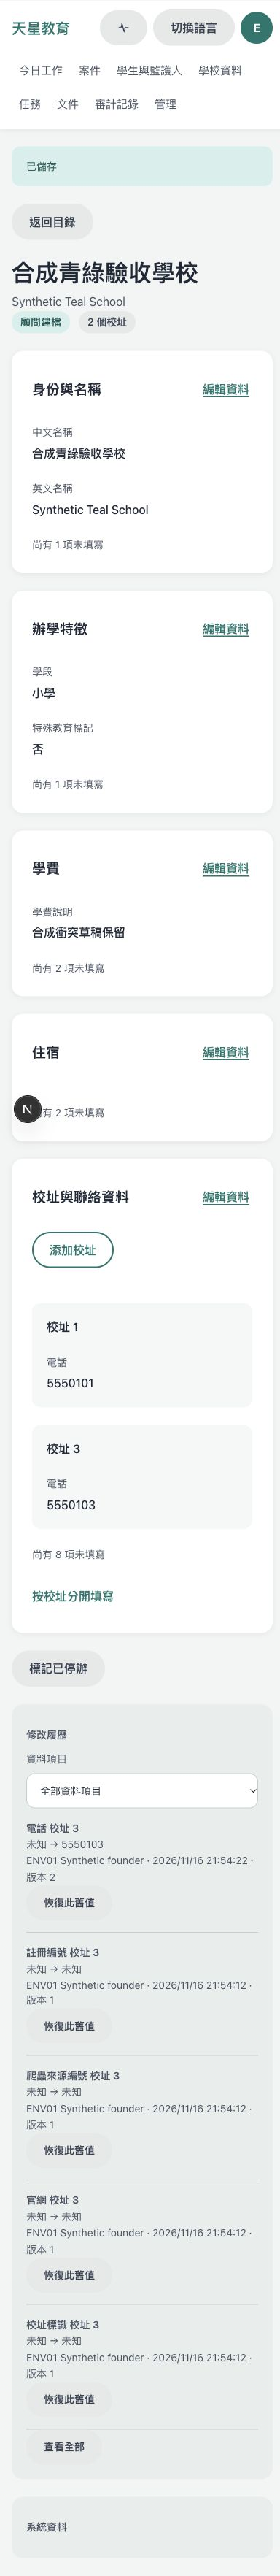 天星教育
切換語言
E
今日工作 案件 學生與監護人 學校資料
任務 文件 審計記錄 管理
已儲存
返回目錄
合成青綠驗收學校
Synthetic Teal School
顧問建檔 2 個校址
身份與名稱 編輯資料
中文名稱
合成青綠驗收學校
英文名稱
Synthetic Teal School
尚有 1 項未填寫
辦學特徵 編輯資料
學段
小學
特殊教育標記
否
尚有 1 項未填寫
學費 編輯資料
學費說明
合成衝突草稿保留
尚有 2 項未填寫
住宿 編輯資料
N
有 2 項未填寫
校址與聯絡資料 編輯資料
添加校址
校址 1
電話
5550101
校址 3
電話
5550103
尚有 8 項未填寫
按校址分開填寫
標記已停辦
修改履歷
資料項目
全部資料項目
電話 校址 3
未知 → 5550103
ENV01 Synthetic founder · 2026/11/16 21:54:22 ·
版本 2
恢復此舊值
註冊編號 校址 3
未知 → 未知
ENV01 Synthetic founder · 2026/11/16 21:54:12 ·
版本 1
恢復此舊值
爬蟲來源編號 校址 3
未知 → 未知
ENV01 Synthetic founder · 2026/11/16 21:54:12 ·
版本 1
恢復此舊值
官網 校址 3
未知 → 未知
ENV01 Synthetic founder · 2026/11/16 21:54:12 ·
版本 1
恢復此舊值
校址標識 校址 3
未知 → 未知
ENV01 Synthetic founder · 2026/11/16 21:54:12 ·
版本 1
恢復此舊值
查看全部
系統資料